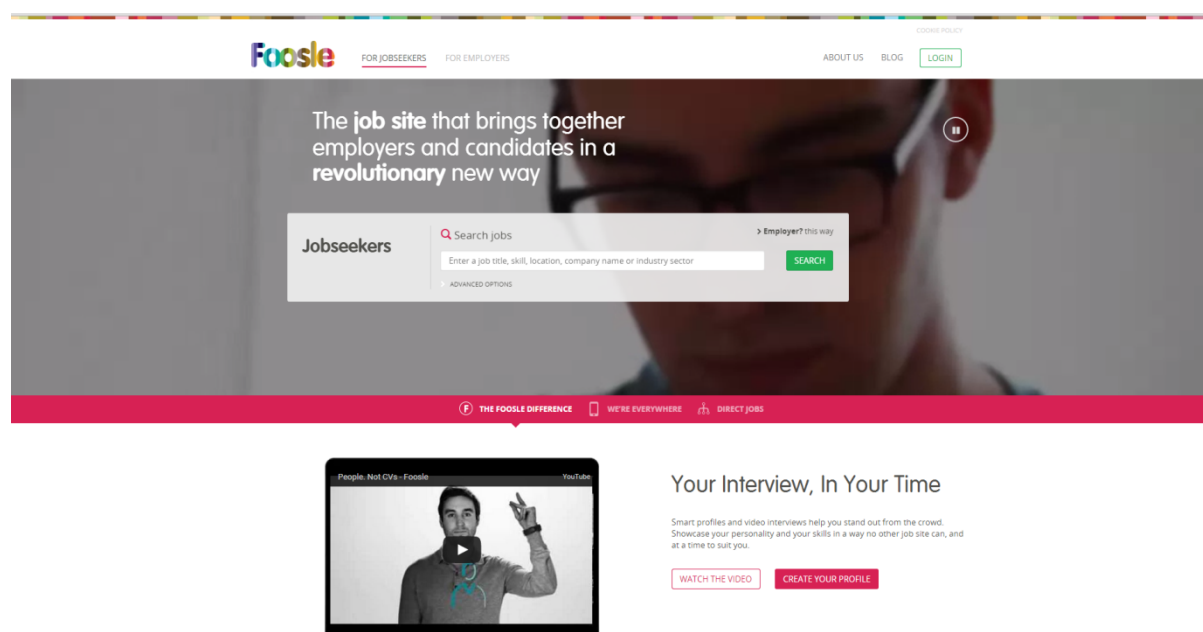 COOKIE POLICY
Foosle
FOR JOBSEEKERS
FOR EMPLOYERS
ABOUT US
BLOG
LOGIN
The job site that brings together
employers and candidates in a
revolutionary new way
Jobseekers
Search jobs
> Employer? this way
Enter a job title, skill, location, company name or industry sector
SEARCH
ADVANCED OPTIONS
F
THE FOOSLE DIFFERENCE
WE'RE EVERYWHERE
DIRECT JOBS
People, Not CVs - Foosle
YouTube
Your Interview, In Your Time
Smart profiles and video interviews help you stand out from the crowd.
Showcase your personality and your skills in a way no other job site can, and
at a time to suit you.
WATCH THE VIDEO
CREATE YOUR PROFILE